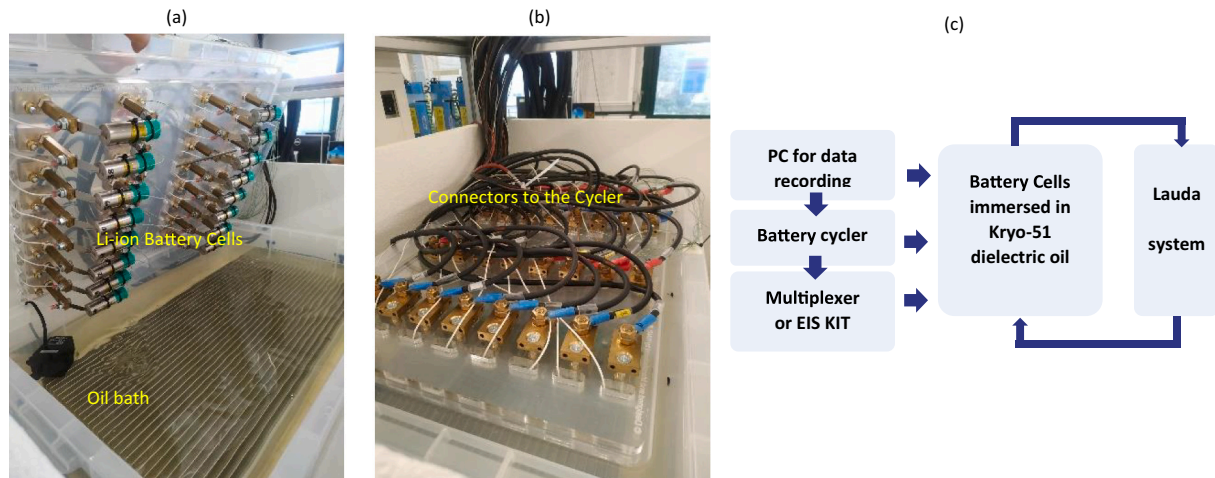 (a)
(b)
(c)
Li-ion Battery Cells
Oil bath
Connectors to the Cycler
PC for data
recording
Battery cycler
Multiplexer
or EIS KIT
Battery Cells
immersed in
Kryo-51
dielectric oil
Lauda
system